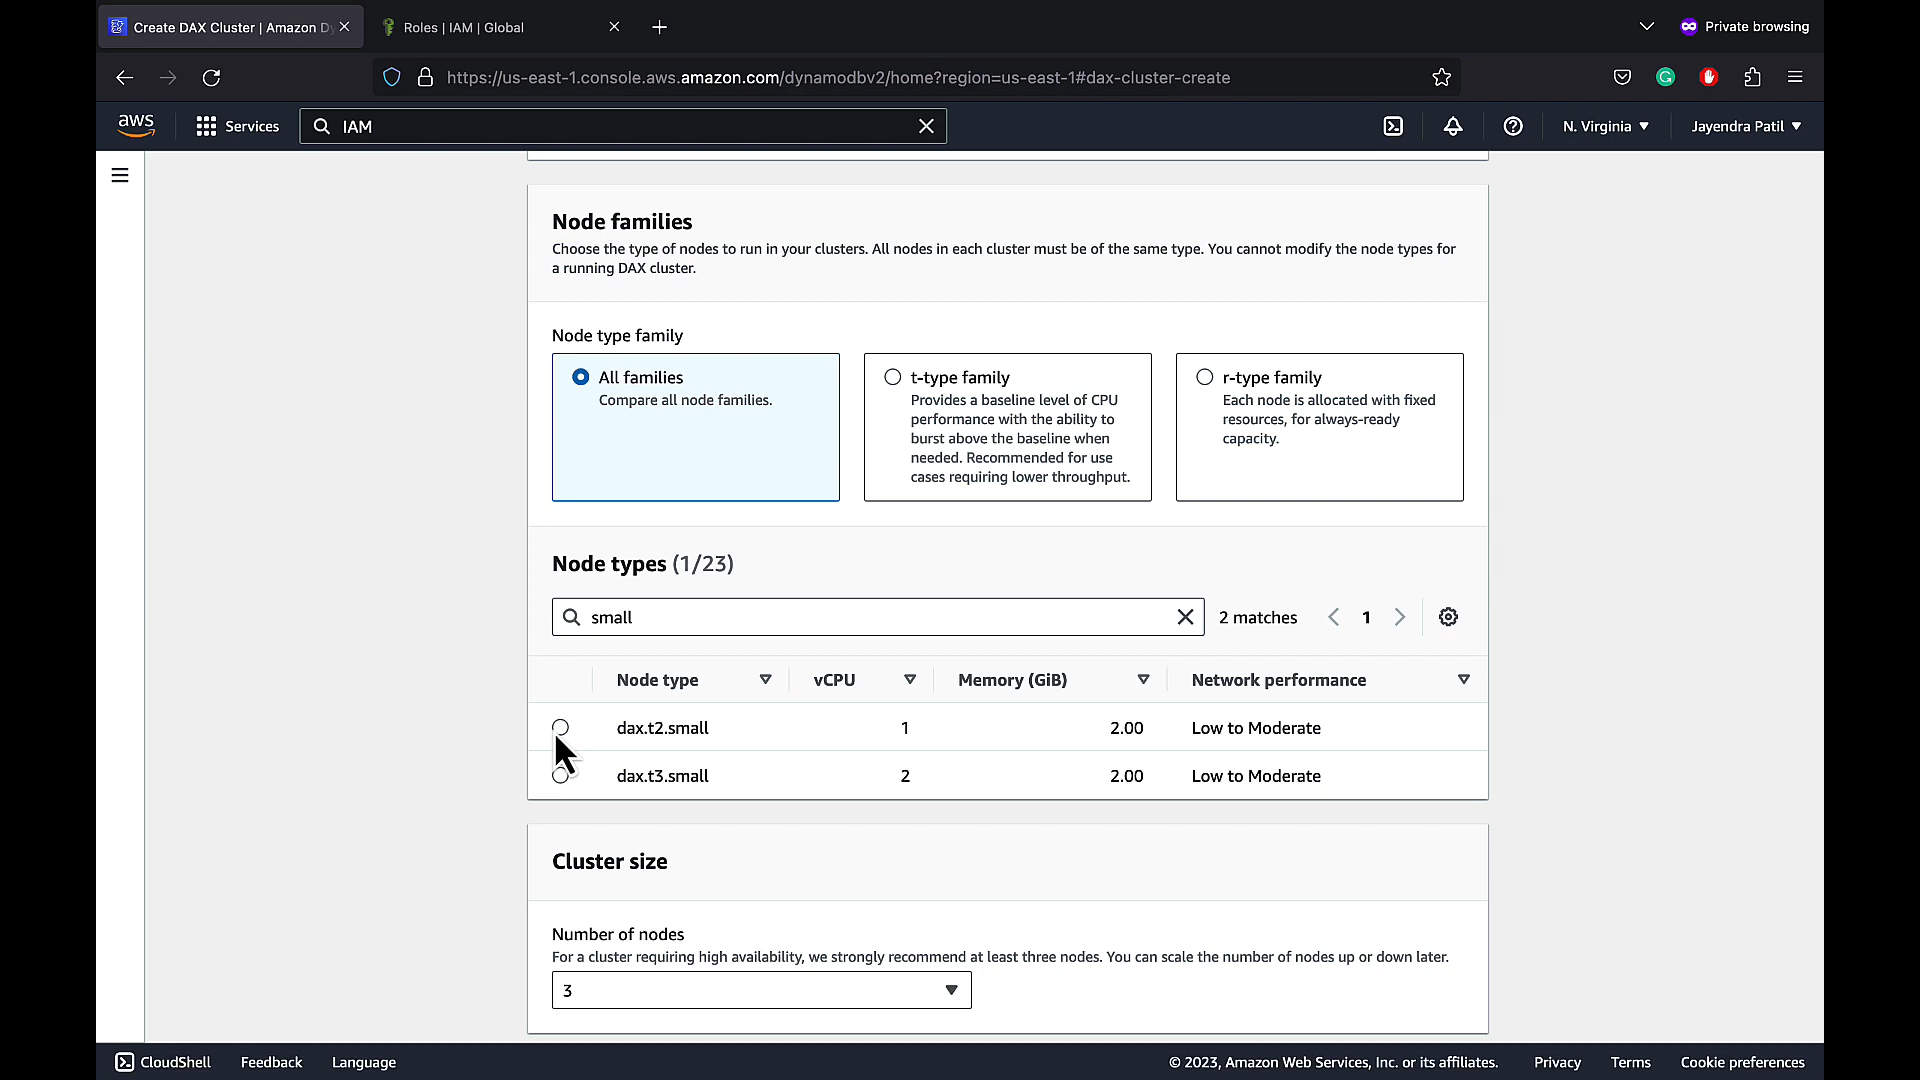 Create DAX Cluster | Amazon Dy
Roles | IAM | Global
Private browsing
https://us-east-1.console.aws.amazon.com/dynamodbv2/home?region=us-east-1#dax-cluster-create
aws
Services
IAM
N. Virginia
Jayendra Patil
Node families
Choose the type of nodes to run in your clusters. All nodes in each cluster must be of the same type. You cannot modify the node types for
a running DAX cluster.
Node type family
All families
Compare all node families.
t-type family
Provides a baseline level of CPU
performance with the ability to
burst above the baseline when
needed. Recommended for use
cases requiring lower throughput.
r-type family
Each node is allocated with fixed
resources, for always-ready
capacity.
Node types (1/23)
small
2 matches
1
Node type vCPU Memory (GiB) Network performance
dax.t2.small 1 2.00 Low to Moderate
dax.t3.small 2 2.00 Low to Moderate
Cluster size
Number of nodes
For a cluster requiring high availability, we strongly recommend at least three nodes. You can scale the number of nodes up or down later.
3
CloudShell Feedback Language
© 2023, Amazon Web Services, Inc. or its affiliates. Privacy Terms Cookie preferences